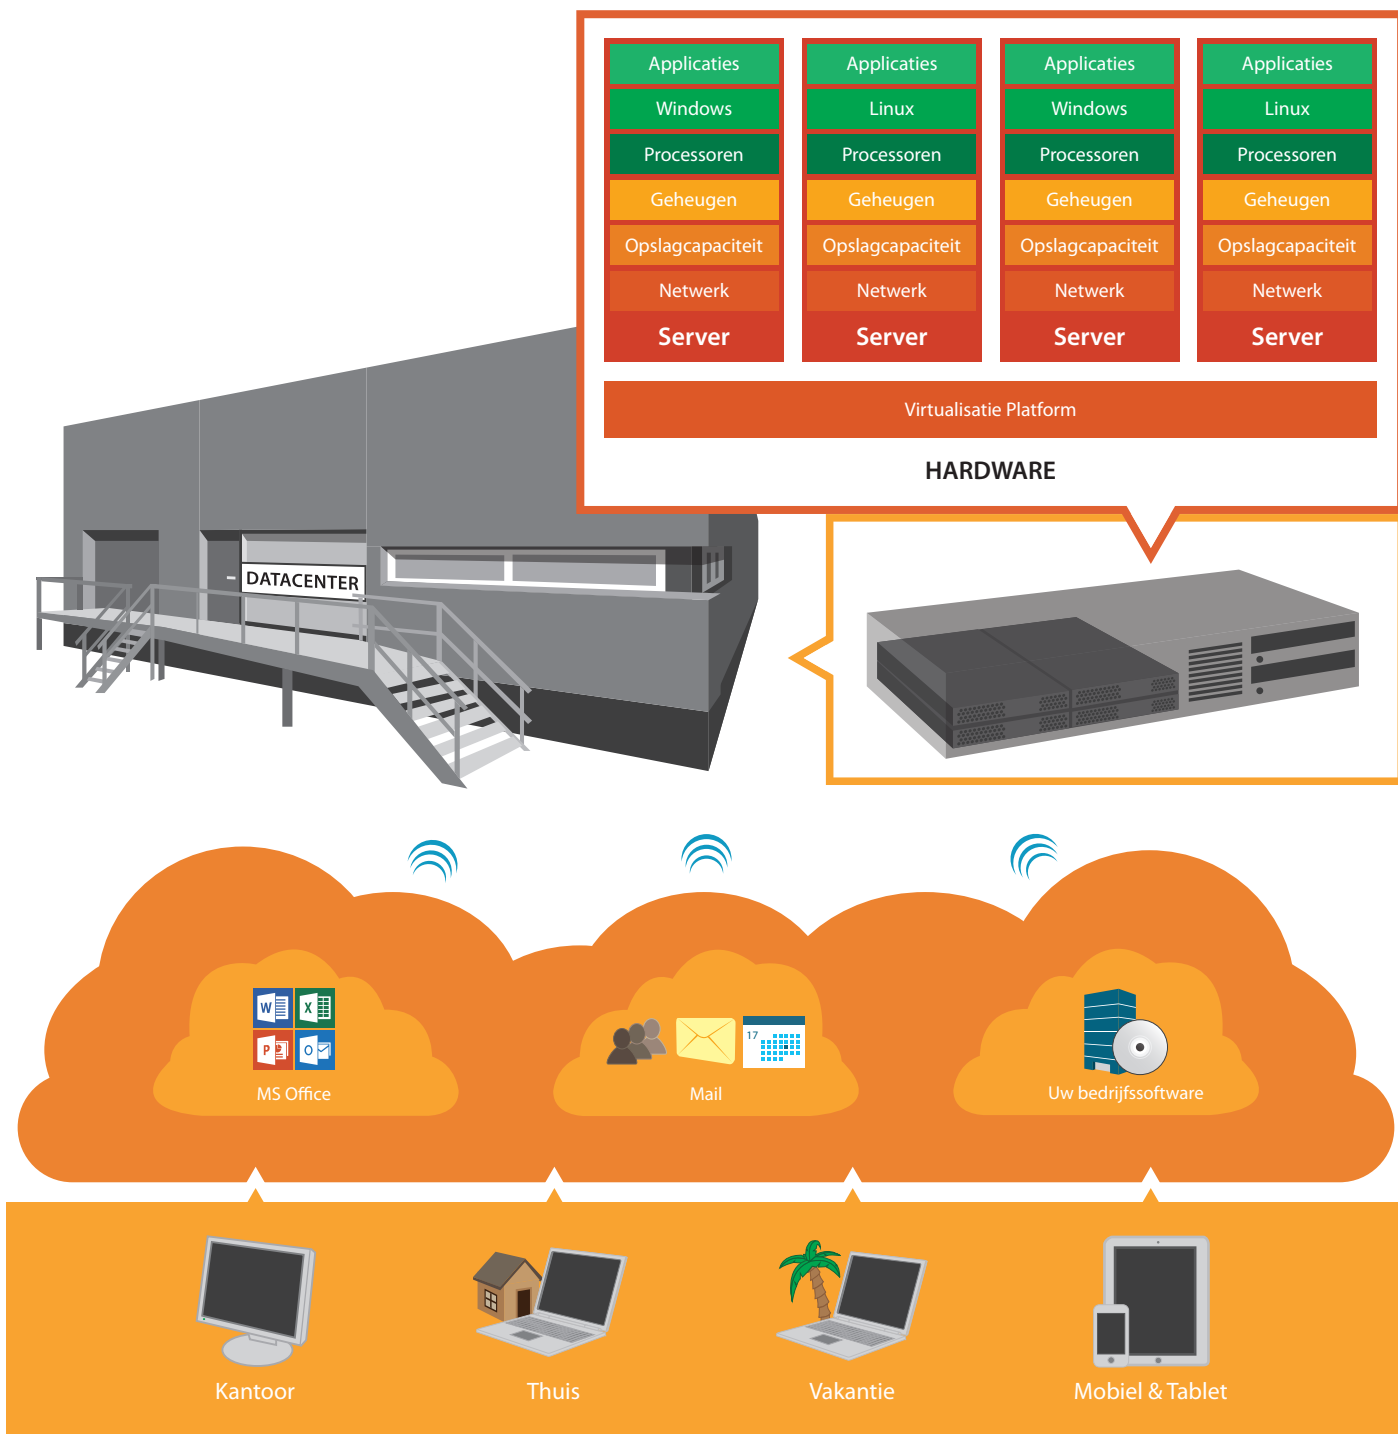 Applicaties Applicaties Applicaties Applicaties
Windows Linux Windows Linux
Processoren Processoren Processoren Processoren
Geheugen Geheugen Geheugen Geheugen
Opslagcapaciteit Opslagcapaciteit Opslagcapaciteit Opslagcapaciteit
Netwerk Netwerk Netwerk Netwerk
Server Server Server Server
Virtualisatie Platform
HARDWARE
DATACENTER
W X
P O
17
MS Office Mail Uw bedrijfssoftware
Kantoor Thuis Vakantie Mobiel & Tablet